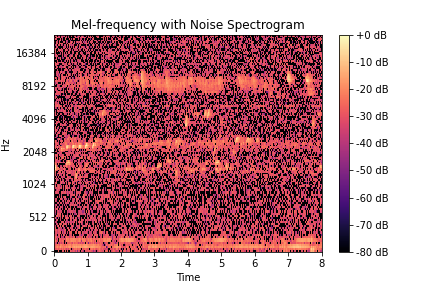 Mel-frequency with Noise Spectrogram
Hz
16384
8192
4096
2048
1024
512
0
0 1 2 3 4 5 6 7 8
Time
+0 dB
-10 dB
-20 dB
-30 dB
-40 dB
-50 dB
-60 dB
-70 dB
-80 dB